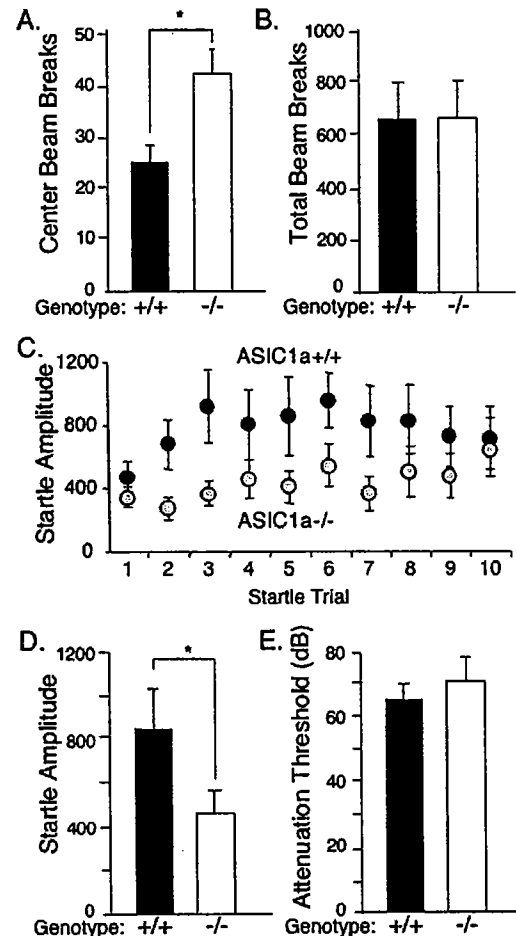 A.
*
Center Beam Breaks
50
40
30
20
10
0
Genotype: +/+ -/-
B.
Total Beam Breaks
1000
800
600
400
200
0
Genotype: +/+ -/-
C.
Startle Amplitude
1200
800
400
0
ASIC1a+/+
ASIC1a-/-
1 2 3 4 5 6 7 8 9 10
Startle Trial
D.
*
Startle Amplitude
1200
800
400
0
Genotype: +/+ -/-
E.
Attenuation Threshold (dB)
80
60
40
20
0
Genotype: +/+ -/-